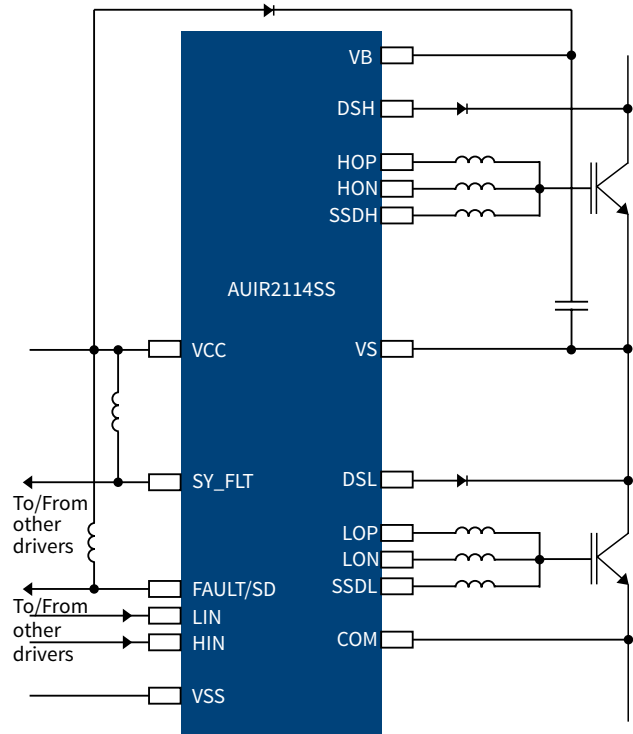 VB
DSH
HOP
HON
SSDH
AUIR2114SS
VCC
VS
SY_FLT
DSL
To/From
other
drivers
LOP
LON
SSDL
FAULT/SD
To/From
other
drivers
LIN
HIN
COM
VSS